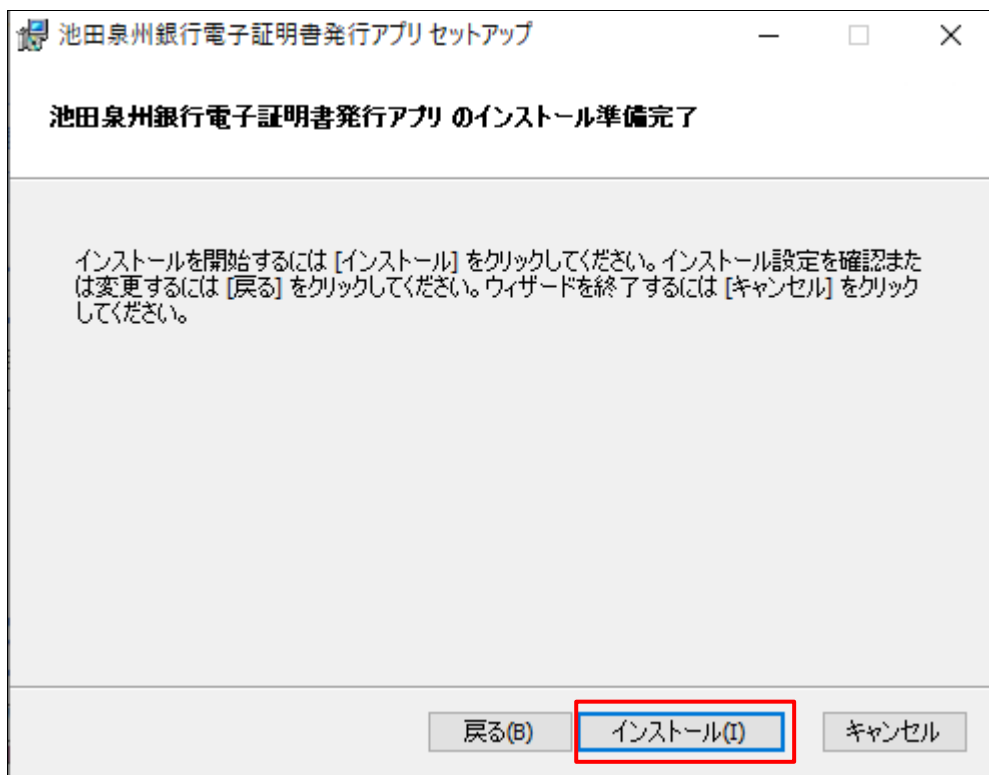 池田泉州銀行電子証明書発行アプリ セットアップ
池田泉州銀行電子証明書発行アプリ のインストール準備完了
インストールを開始するには [インストール] をクリックしてください。インストール設定を確認また
は変更するには [戻る] をクリックしてください。ウィザードを終了するには [キャンセル] をクリック
してください。
戻る(B) インストール(I) キャンセル